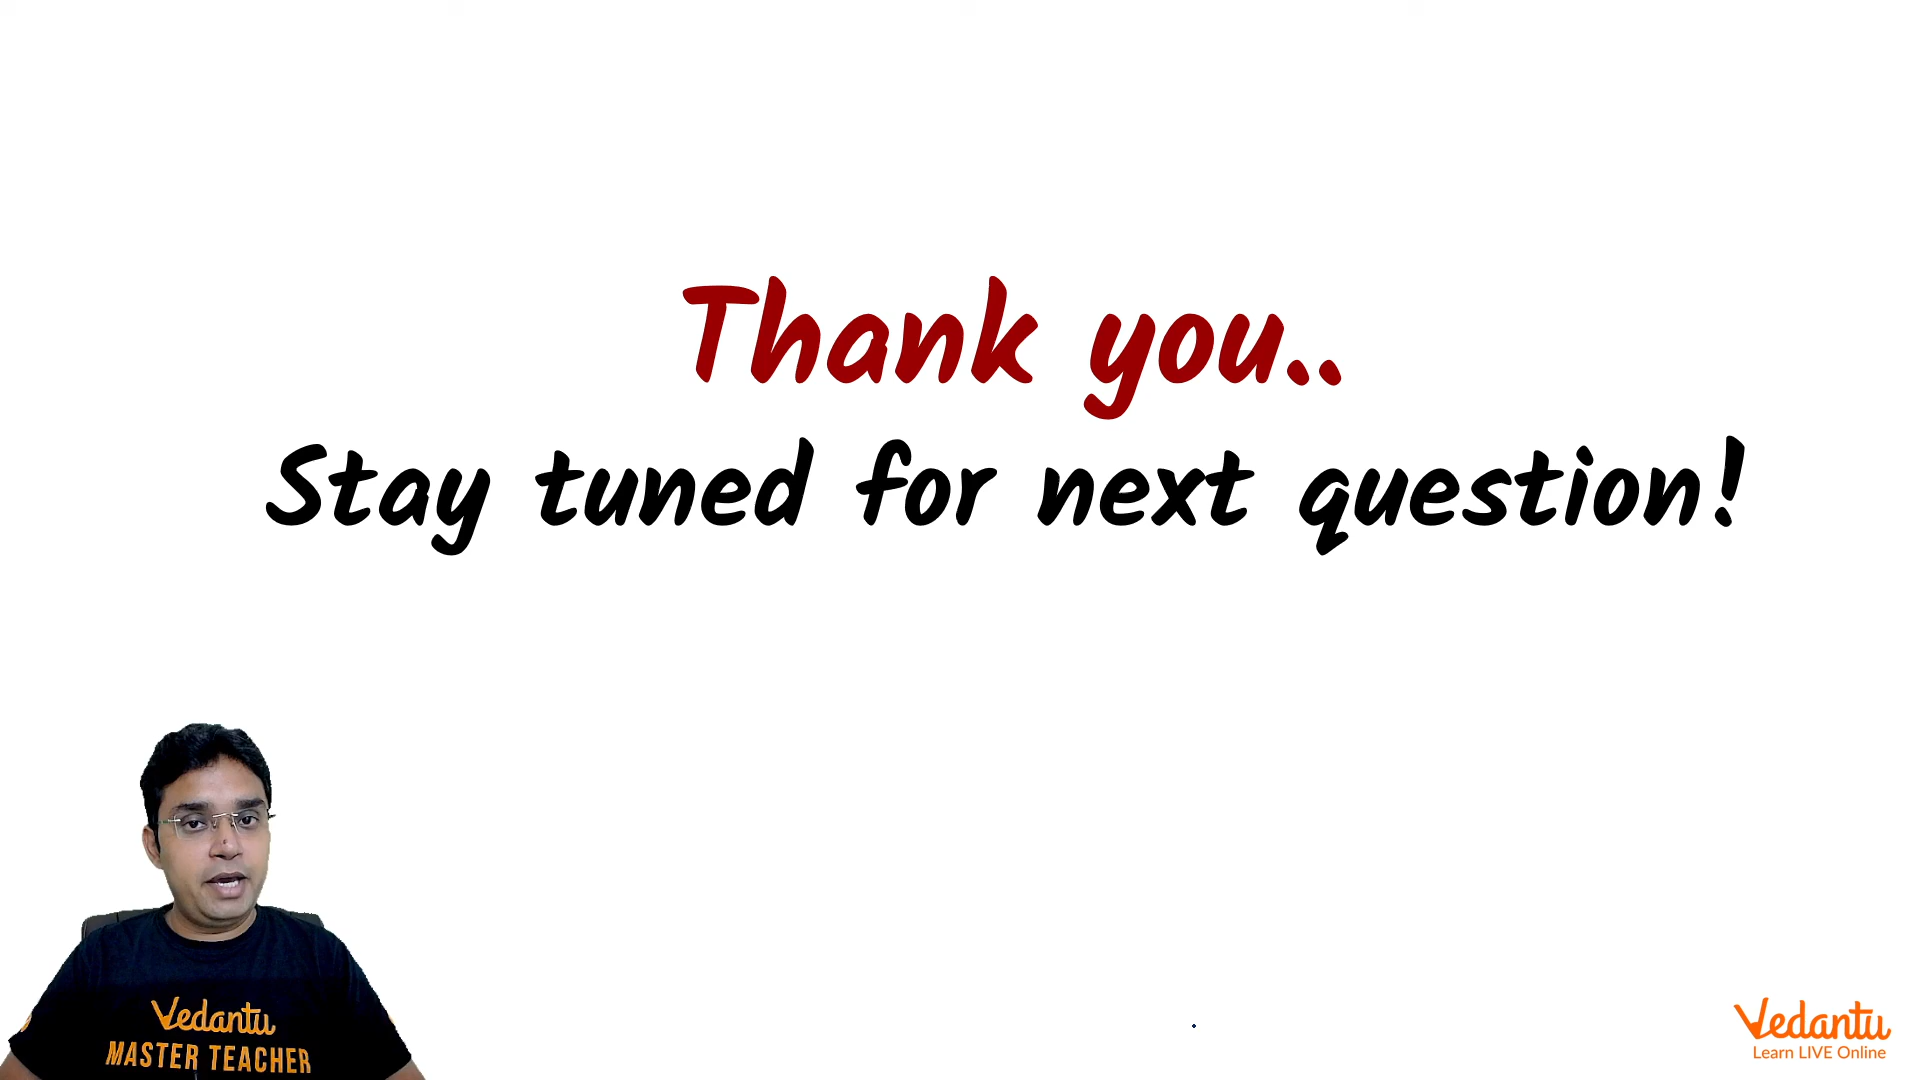 Thank you..
Stay tuned for next question!
Vedantu
MASTER TEACHER
Vedantu
Learn LIVE Online